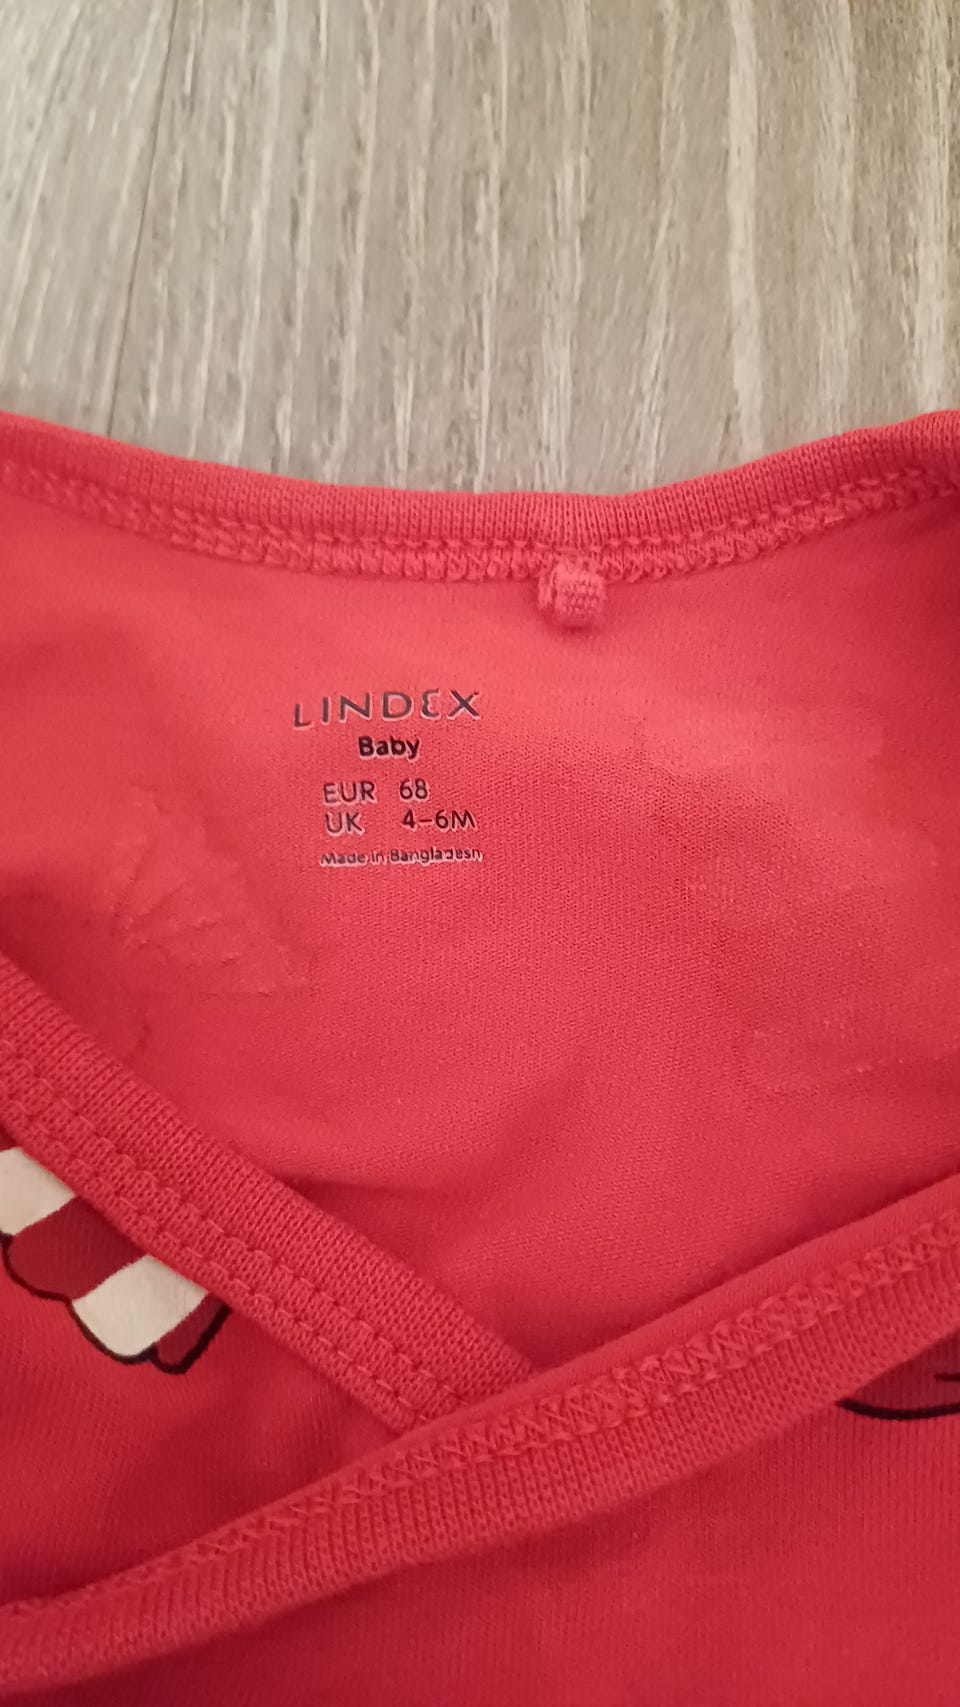 LINDEX
Baby
EUR 68
UK 4-6M
Made in Bangladesh